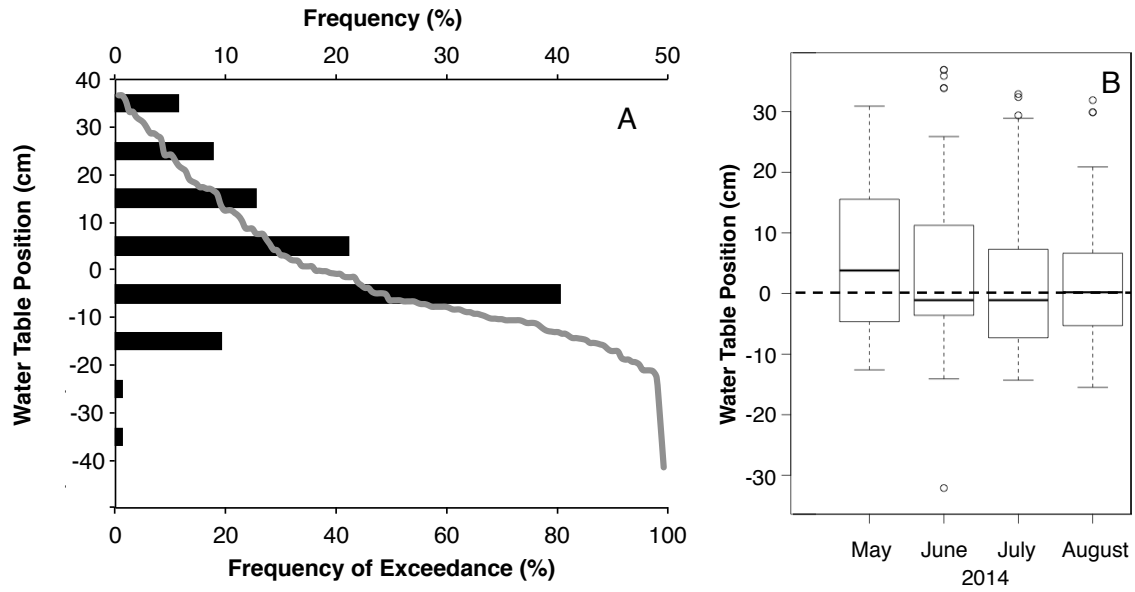 Frequency (%)
0 10 20 30 40 50
Water Table Position (cm)
40
30
20
10
0
-10
-20
-30
-40
A
0 20 40 60 80 100
Frequency of Exceedance (%)
B
Water Table Position (cm)
30
20
10
0
-10
-20
-30
May June July August
2014